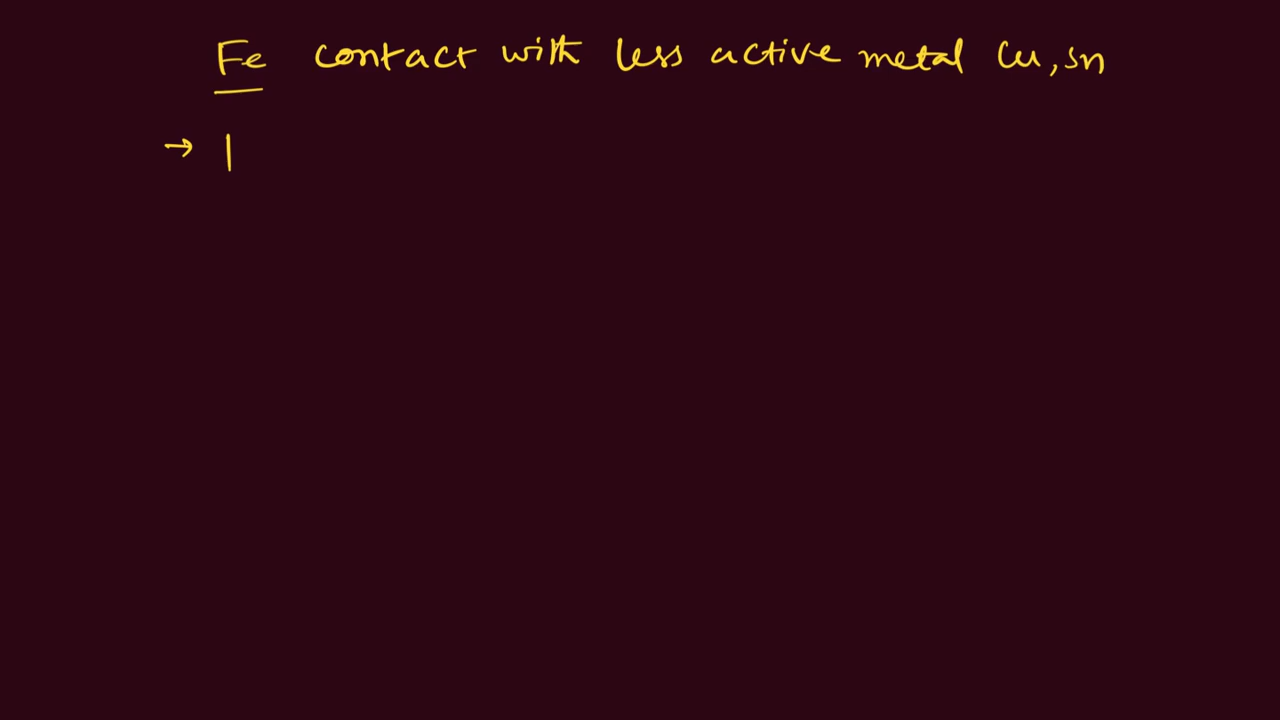 Fe contact with less active metal Cu, Sn
→ |